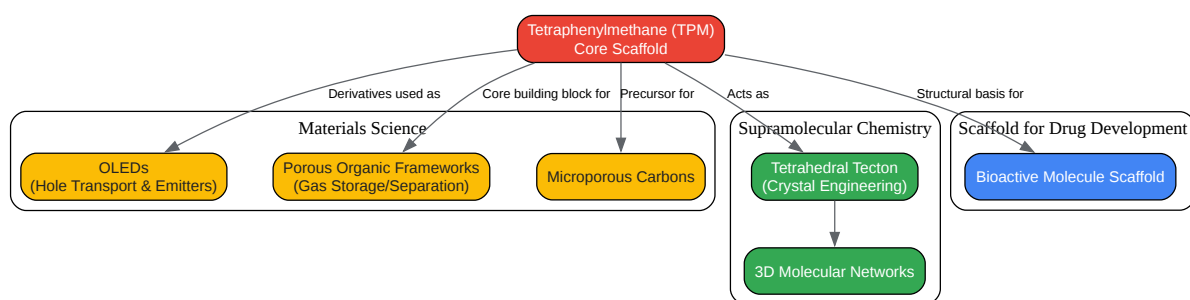 Tetraphenylmethane (TPM)
Core Scaffold
Derivatives used as
Core building block for
Precursor for
Acts as
Structural basis for
Materials Science
Supramolecular Chemistry
Scaffold for Drug Development
OLEDs
(Hole Transport & Emitters)
Porous Organic Frameworks
(Gas Storage/Separation)
Microporous Carbons
Tetrahedral Tecton
(Crystal Engineering)
Bioactive Molecule Scaffold
3D Molecular Networks